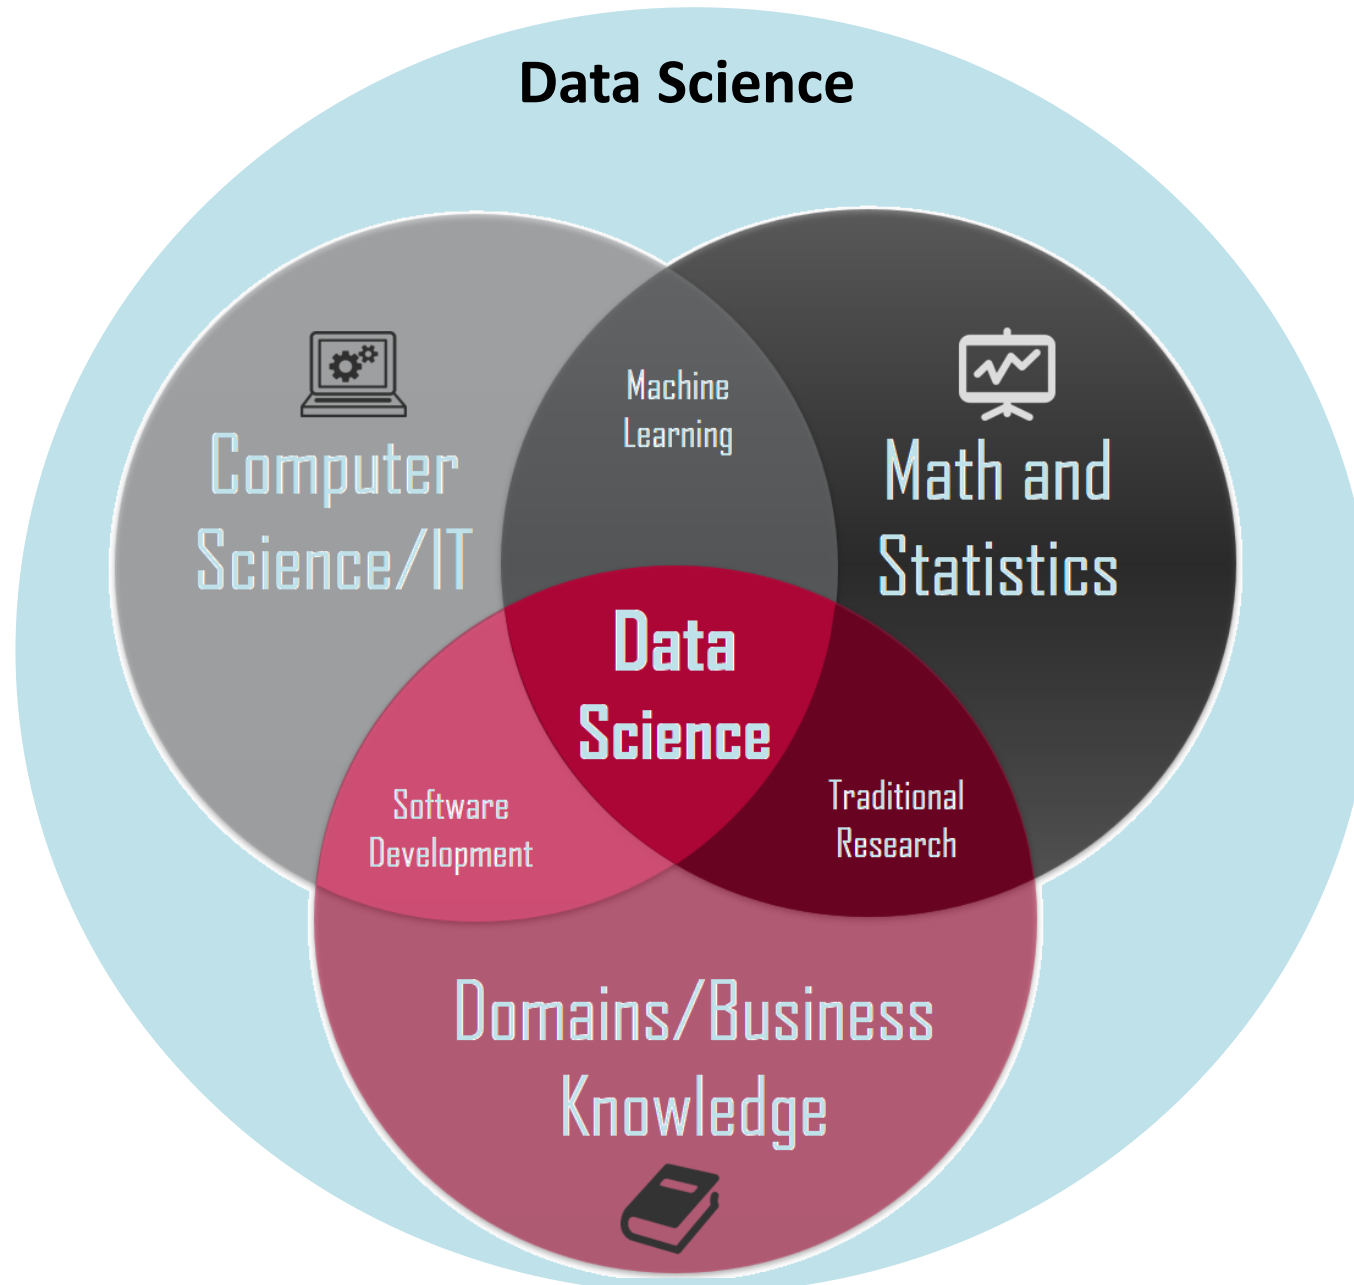 Data Science
Machine
Learning
Computer
Science/IT
Math and
Statistics
Data
Science
Software
Development
Traditional
Research
Domains/Business
Knowledge